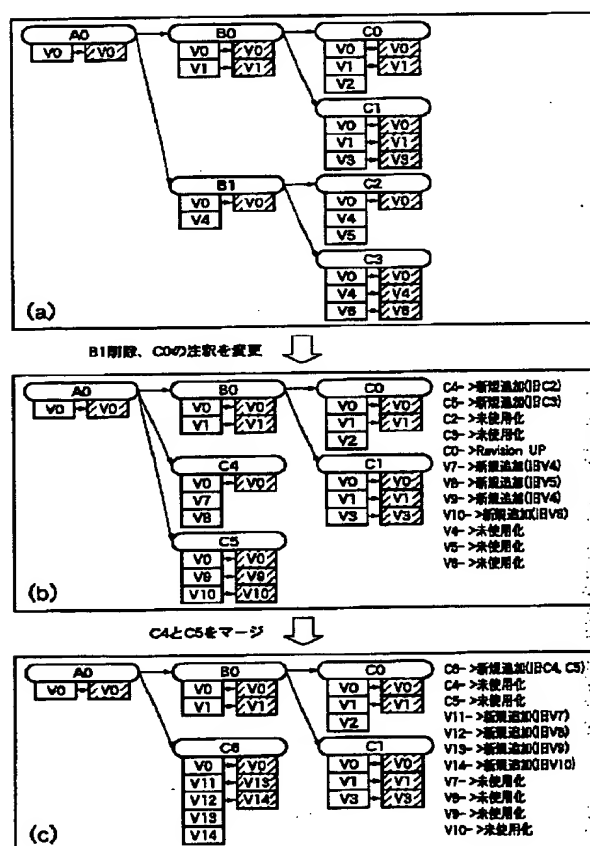 A0 B0 C0
V0 V0 V0 V0 V0 V0
V1 V1 V1 V1
V2
C1
V0 V0
V1 V1
V3 V3
B1 C2
V0 V0 V0 V0
V4 V4
V5
C3
V0 V0
V4 V4
V6 V6
(a)
B1削除、C0の注釈を変更
A0 B0 C0 C4->新規追加(旧C2)
V0 V0 V0 V0 V0 V0 C5->新規追加(旧C3)
V1 V1 V1 V1 C2->未使用化
V2 C3->未使用化
C4 C1 C0->Revision UP
V0 V0 V0 V0 V7->新規追加(旧V4)
V7 V1 V1 V8->新規追加(旧V5)
V8 V3 V3 V9->新規追加(旧V4)
C5 V10->新規追加(旧V6)
V0 V0 V4->未使用化
V9 V9 V5->未使用化
V10 V10 V6->未使用化
(b)
C4とC5をマージ
A0 B0 C0 C6->新規追加(旧C4, C5)
V0 V0 V0 V0 V0 V0 C4->未使用化
V1 V1 V1 V1 C5->未使用化
V2 V11->新規追加(旧V7)
C6 C1 V12->新規追加(旧V8)
V0 V0 V0 V0 V13->新規追加(旧V9)
V11 V13 V1 V1 V14->新規追加(旧V10)
V12 V14 V3 V3 V7->未使用化
V13 V8->未使用化
V14 V9->未使用化
(c) V10->未使用化